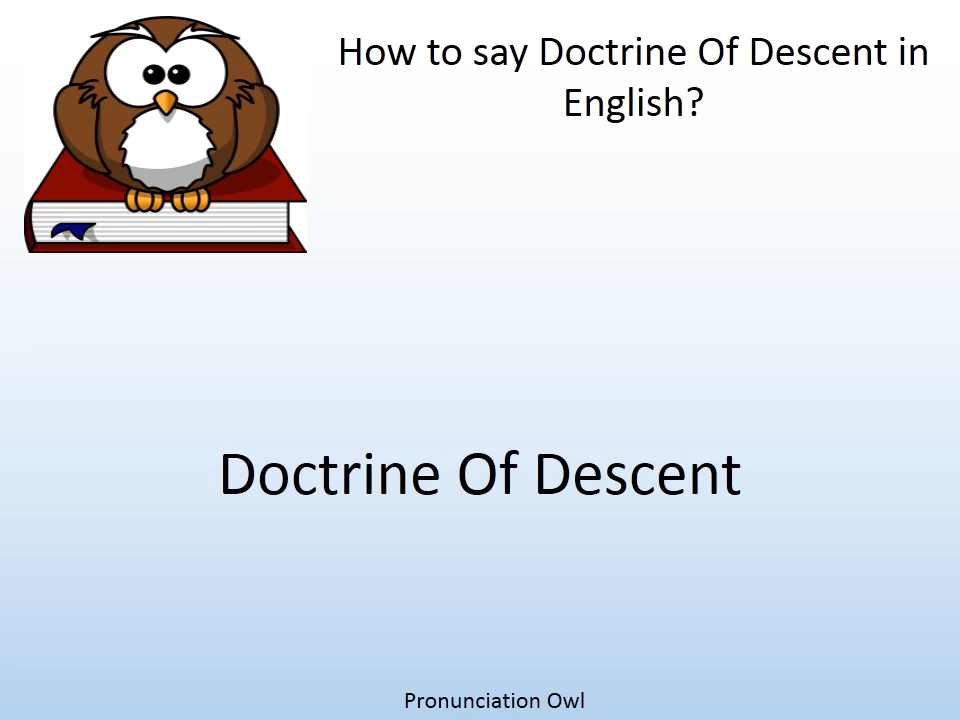 How to say Doctrine Of Descent in
English?
Doctrine Of Descent
Pronunciation Owl